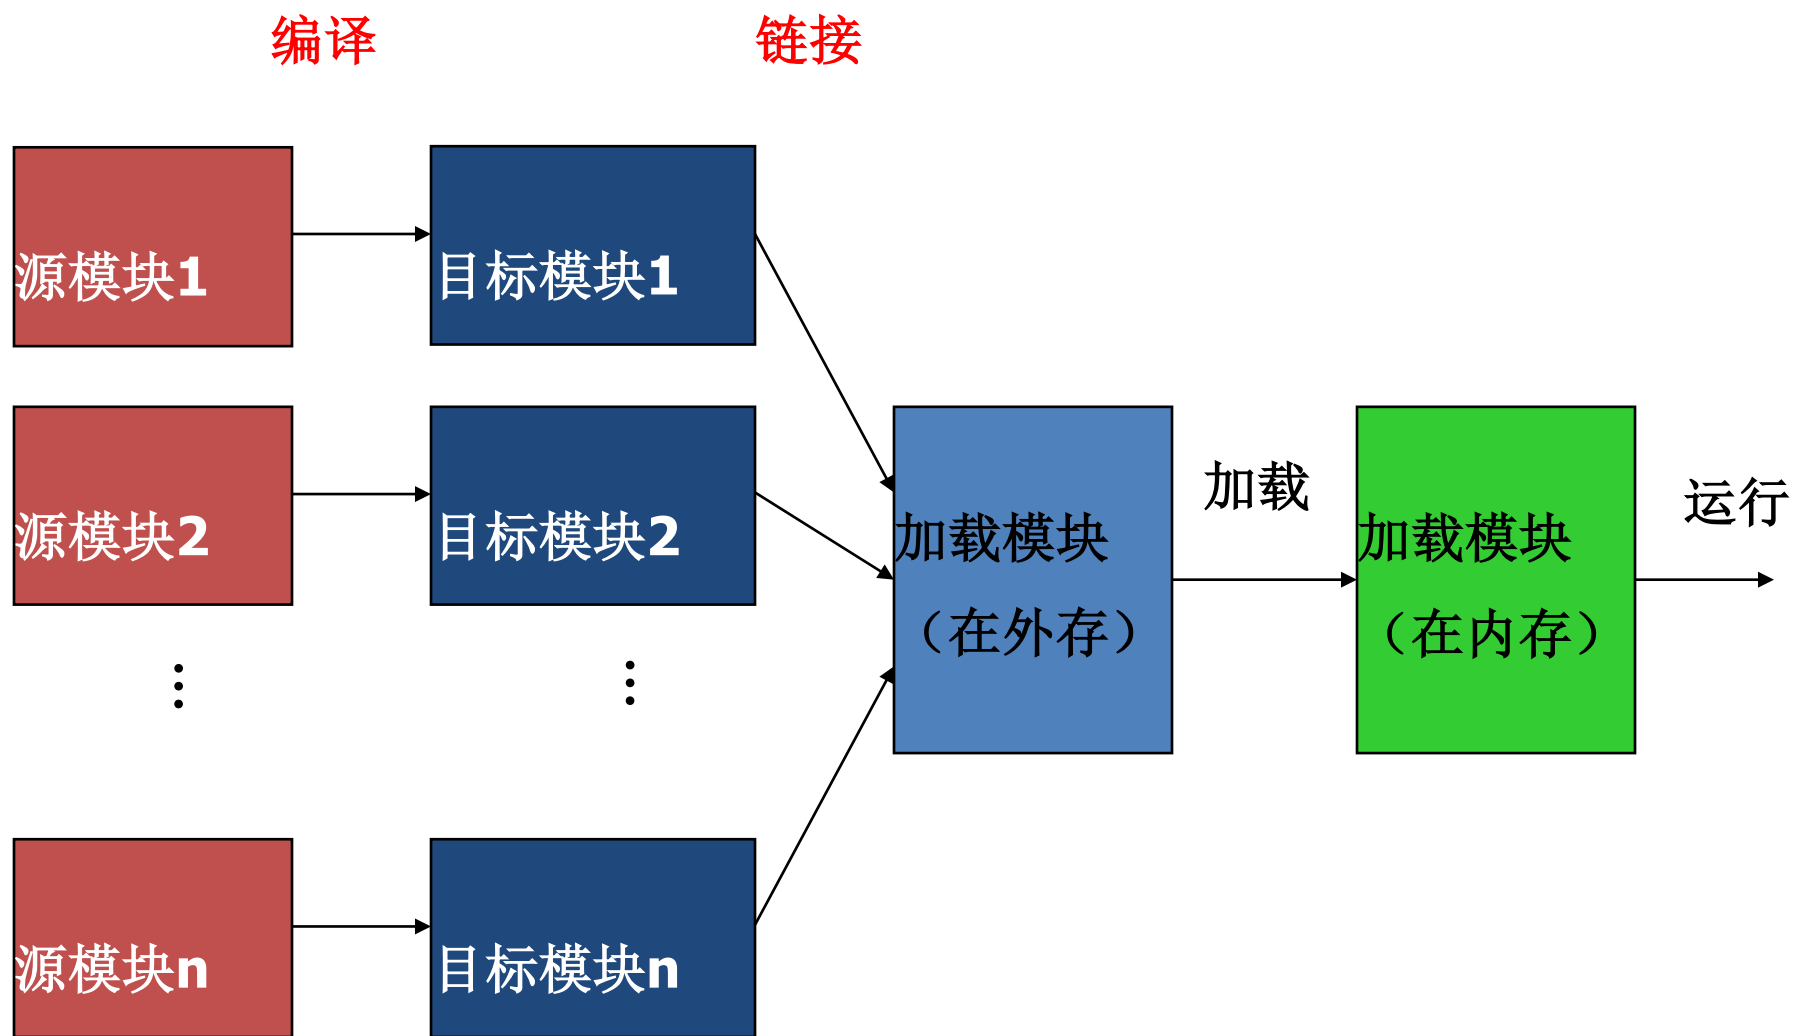 编译
链接
源模块1
目标模块1
源模块2
目标模块2
加载模块
（在外存）
加载
加载模块
（在内存）
运行
⋮
⋮
源模块n
目标模块n